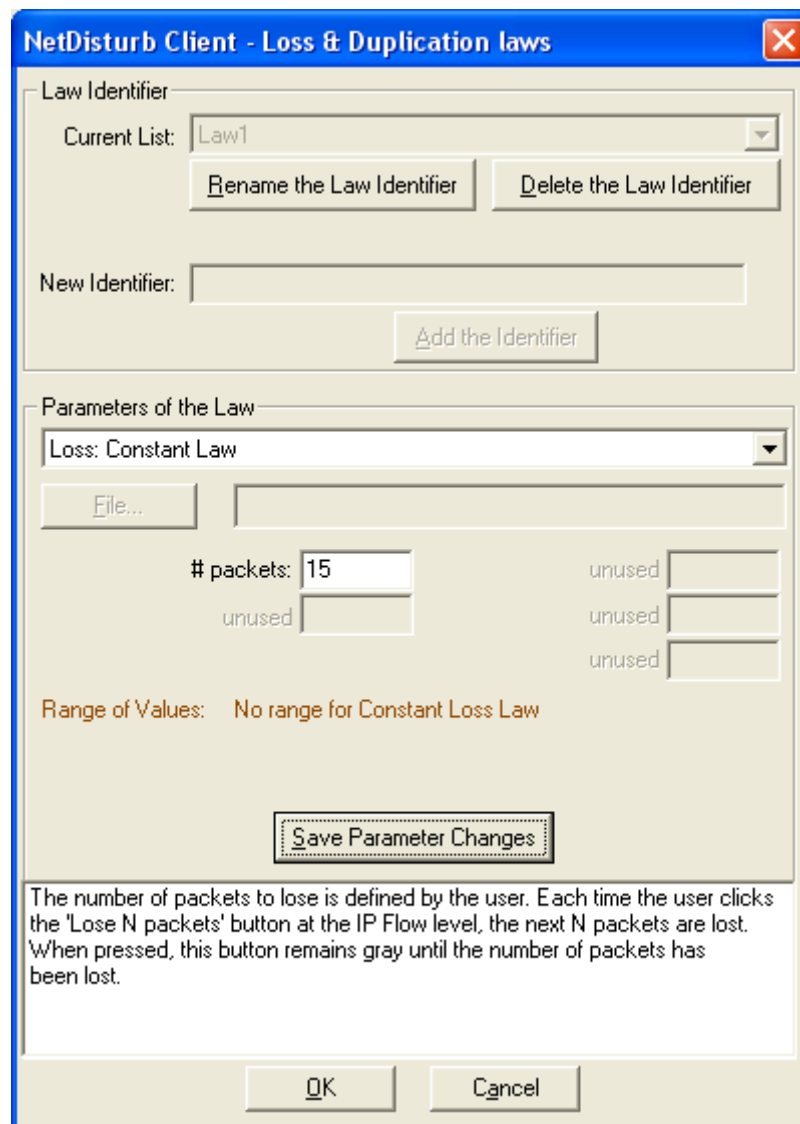 NetDisturb Client - Loss & Duplication laws
Law Identifier
Current List: Law1
Rename the Law Identifier Delete the Law Identifier
New Identifier:
Add the Identifier
Parameters of the Law
Loss: Constant Law
File...
# packets: 15 unused
unused unused
unused
Range of Values: No range for Constant Loss Law
Save Parameter Changes
The number of packets to lose is defined by the user. Each time the user clicks
the 'Lose N packets' button at the IP Flow level, the next N packets are lost.
When pressed, this button remains gray until the number of packets has
been lost.
OK Cancel